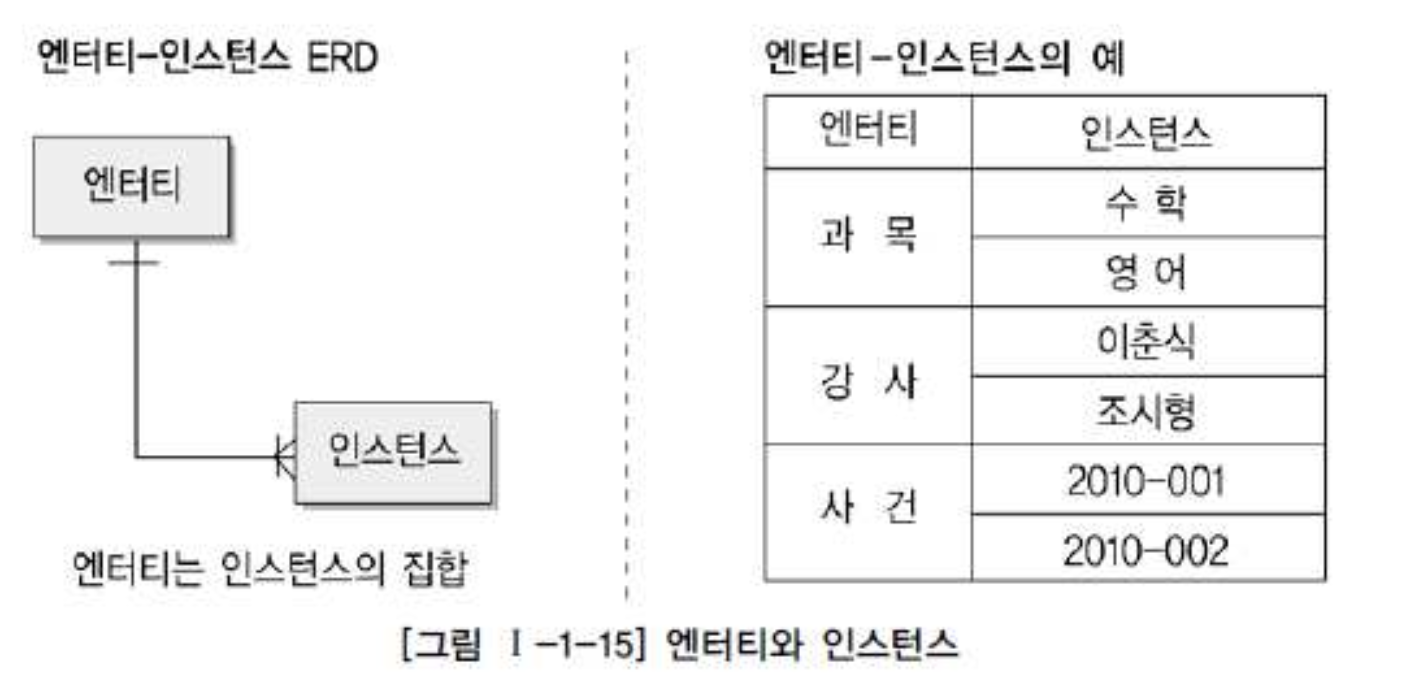 엔터티-인스턴스 ERD
엔터티
인스턴스
엔터티는 인스턴스의 집합
엔터티-인스턴스의 예
엔터티 인스턴스
과 목
수 학
영 어
강 사
이춘식
조시형
사 건
2010-001
2010-002
[그림 Ⅰ-1-15] 엔터티와 인스턴스